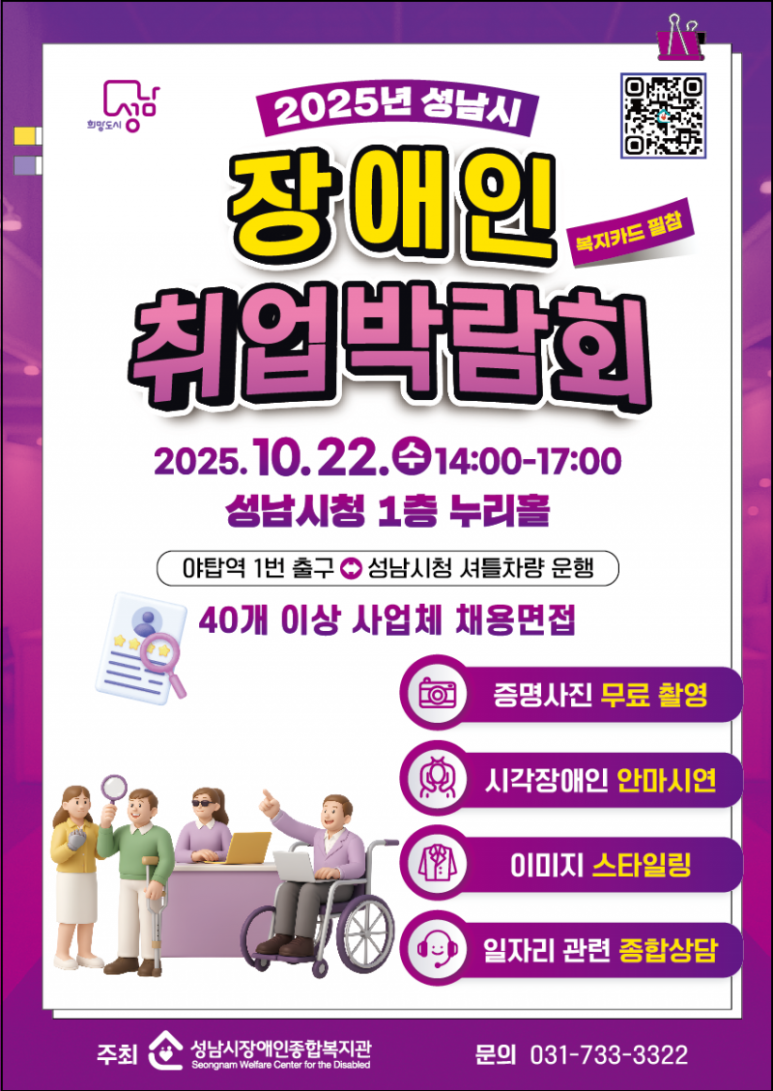 성남
희망도시
2025년 성남시
장애인
복지카드 필참
취업박람회
2025. 10. 22. 수 14:00-17:00
성남시청 1층 누리홀
야탑역 1번 출구 성남시청 셔틀차량 운행
40개 이상 사업체 채용면접
증명사진 무료 촬영
시각장애인 안마시연
이미지 스타일링
일자리 관련 종합상담
주최 성남시장애인종합복지관
Seongnam Welfare Center for the Disabled
문의 031-733-3322